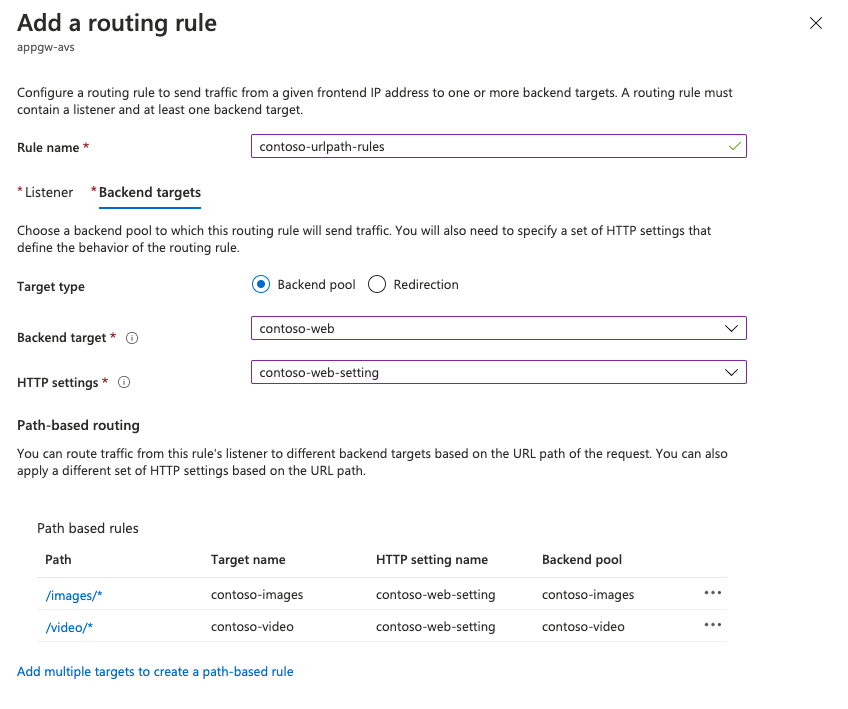 Add a routing rule
appgw-avs
Configure a routing rule to send traffic from a given frontend IP address to one or more backend targets. A routing rule must
contain a listener and at least one backend target.
Rule name *
contoso-urlpath-rules
* Listener * Backend targets
Choose a backend pool to which this routing rule will send traffic. You will also need to specify a set of HTTP settings that
define the behavior of the routing rule.
Target type
Backend pool Redirection
Backend target *
contoso-web
HTTP settings *
contoso-web-setting
Path-based routing
You can route traffic from this rule's listener to different backend targets based on the URL path of the request. You can also
apply a different set of HTTP settings based on the URL path.
Path based rules
Path Target name HTTP setting name Backend pool
/images/* contoso-images contoso-web-setting contoso-images
/video/* contoso-video contoso-web-setting contoso-video
Add multiple targets to create a path-based rule